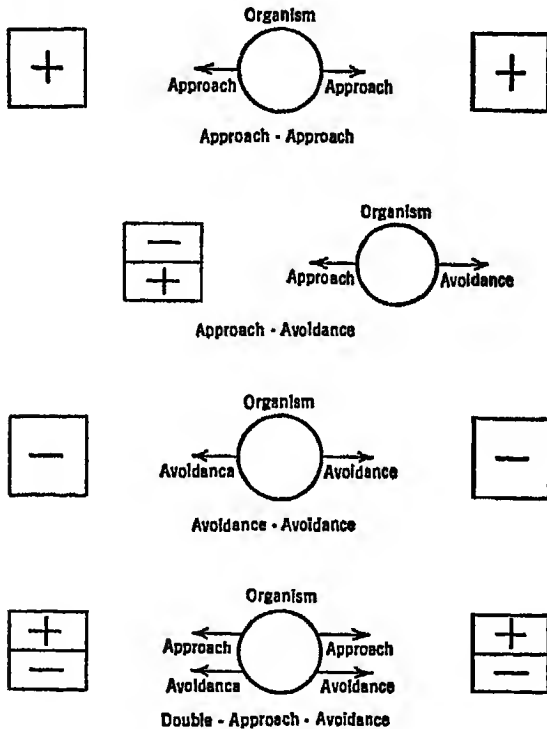 Organism
+ Approach Approach +
Approach - Approach
Organism
−
+ Approach Avoidance
Approach - Avoidance
Organism
− Avoidanca Avoidance −
Avoidance - Avoidance
Organism
+ Approach Approach +
− Avoidanca Avoidance −
Double - Approach - Avoidance